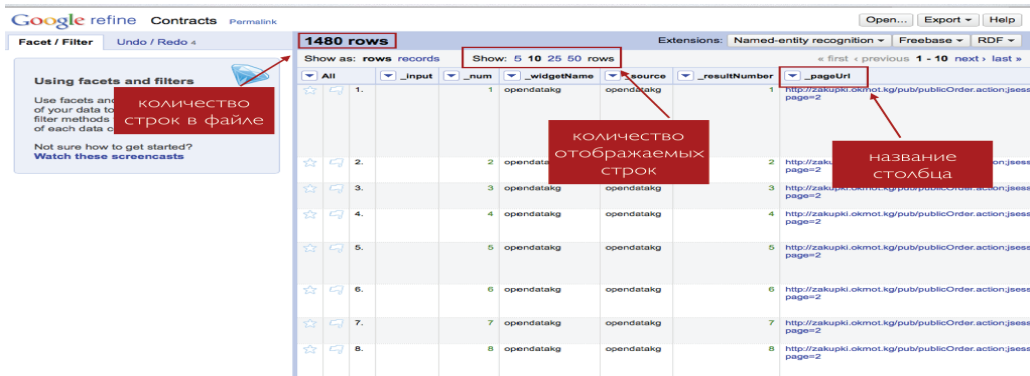 Google refine Contracts Permalink
Open... Export Help
Facet / Filter Undo / Redo 4
1480 rows
Extensions: Named-entity recognition Freebase RDF
Show as: rows records Show: 5 10 25 50 rows
« first ‹ previous 1 - 10 next › last »
Using facets and filters
Use facets and
of your data to
filter methods
of each data c
Not sure how to get started?
Watch these screencasts
количество
строк в файле
All _input _num _widgetName _source _resultNumber _pageUrl
1. 1 opendatakg opendatakg 1 http://zakupki.okmot.kg/pub/publicOrder.action;jsess
page=2
количество
отображаемых
строк
название
столбца
2. 2 opendata 2 http://zaku on;jsess
page=2
3. 3 opendatakg opendatakg 3 http://zakupki.okmot.kg/pub/publicOrder.action;jsess
page=2
4. 4 opendatakg opendatakg 4 http://zakupki.okmot.kg/pub/publicOrder.action;jsess
page=2
5. 5 opendatakg opendatakg 5 http://zakupki.okmot.kg/pub/publicOrder.action;jsess
page=2
6. 6 opendatakg opendatakg 6 http://zakupki.okmot.kg/pub/publicOrder.action;jsess
page=2
7. 7 opendatakg opendatakg 7 http://zakupki.okmot.kg/pub/publicOrder.action;jsess
page=2
8. 8 opendatakg opendatakg 8 http://zakupki.okmot.kg/pub/publicOrder.action;jsess
page=2